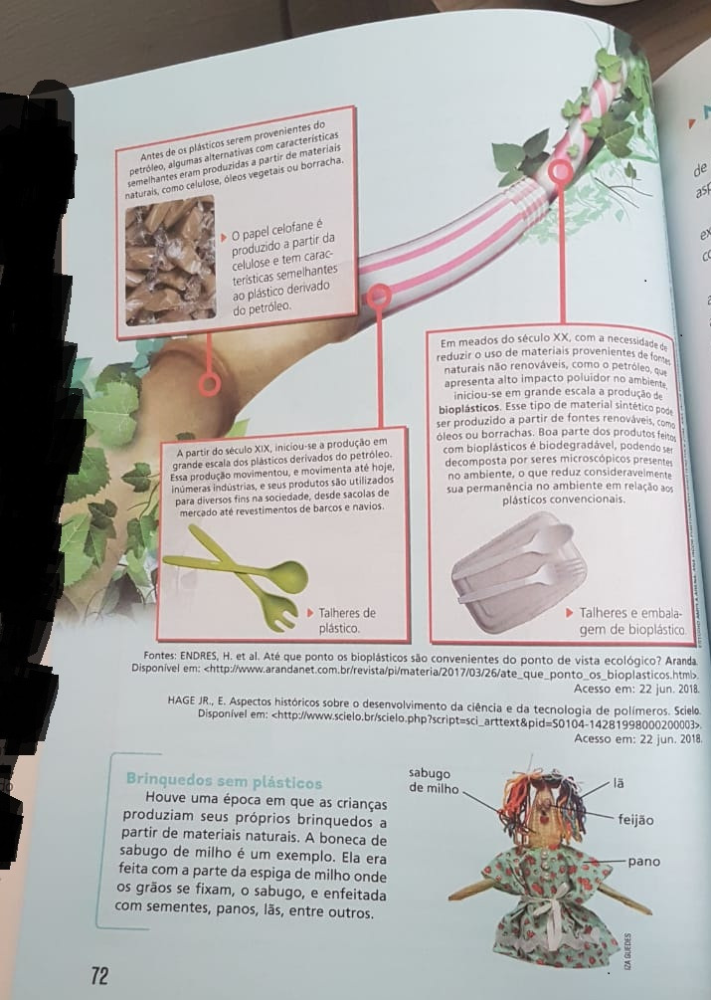 Antes de os plásticos serem provenientes do
petróleo, algumas alternativas com características
semelhantes eram produzidas a partir de materiais
naturais, como celulose, óleos vegetais ou borracha.
O papel celofane é
produzido a partir da
celulose e tem carac-
terísticas semelhantes
ao plástico derivado
do petróleo.
A partir do século XIX, iniciou-se a produção em
grande escala dos plásticos derivados do petróleo.
Essa produção movimentou, e movimenta até hoje,
inúmeras indústrias, e seus produtos são utilizados
para diversos fins na sociedade, desde sacolas de
mercado até revestimentos de barcos e navios.
Talheres de
plástico.
Em meados do século XX, com a necessidade de
reduzir o uso de materiais provenientes de fontes
naturais não renováveis, como o petróleo, que
apresenta alto impacto poluidor no ambiente,
iniciou-se em grande escala a produção de
bioplásticos. Esse tipo de material sintético pode
ser produzido a partir de fontes renováveis, como
óleos ou borrachas. Boa parte dos produtos feitos
com bioplásticos é biodegradável, podendo ser
decomposta por seres microscópicos presentes
no ambiente, o que reduz consideravelmente
sua permanência no ambiente em relação aos
plásticos convencionais.
Talheres e embala-
gem de bioplástico.
Fontes: ENDRES, H. et al. Até que ponto os bioplásticos são convenientes do ponto de vista ecológico? Aranda.
Disponível em: <http://www.arandanet.com.br/revista/pi/materia/2017/03/26/ate_que_ponto_os_bioplasticos.html>.
Acesso em: 22 jun. 2018.
HAGE JR., E. Aspectos históricos sobre o desenvolvimento da ciência e da tecnologia de polímeros. Scielo.
Disponível em: <http://www.scielo.br/scielo.php?script=sci_arttext&pid=S0104-14281998000200003>.
Acesso em: 22 jun. 2018.
Brinquedos sem plásticos
Houve uma época em que as crianças
produziam seus próprios brinquedos a
partir de materiais naturais. A boneca de
sabugo de milho é um exemplo. Ela era
feita com a parte da espiga de milho onde
os grãos se fixam, o sabugo, e enfeitada
com sementes, panos, lãs, entre outros.
sabugo
de milho
lã
feijão
pano
IZA GUEDES
72
de